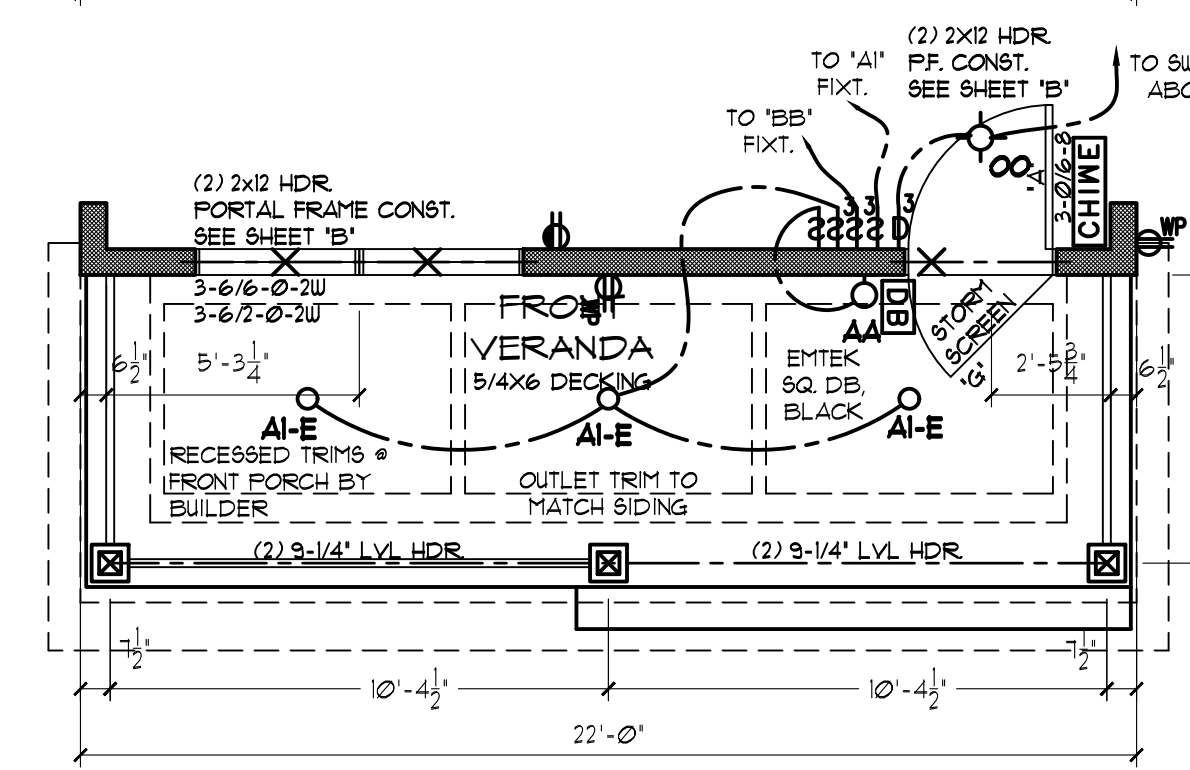 (2) 2X12 HDR.
P.F. CONST.
SEE SHEET "B"
TO "A1"
FIXT.
TO "BB"
FIXT.
(2) 2x12 HDR.
PORTAL FRAME CONST.
SEE SHEET "B"
"A"
3-0/6-8
CHIME
WP
3 3 3
S S S S D
3-6/6-0-2W
3-6/2-0-2W
FRONT
VERANDA
5/4X6 DECKING
WP
AA
DB
STORM
SCREEN
"G"
EMTEK
SQ. DB,
BLACK
6 1/2"
5'-3 1/4"
2'-5 3/4"
6 1/2"
A1-E
A1-E
A1-E
RECESSED TRIMS @
FRONT PORCH BY
BUILDER
OUTLET TRIM TO
MATCH SIDING
(2) 9-1/4" LVL HDR.
(2) 9-1/4" LVL HDR.
7 1/2"
7 1/2"
10'-4 1/2"
10'-4 1/2"
22'-0"